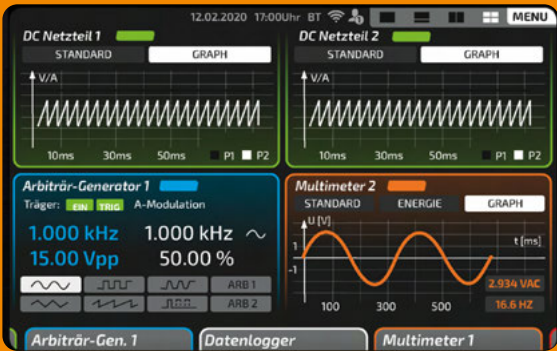 12.02.2020 17:00Uhr BT MENU
DC Netzteil 1
STANDARD GRAPH
V/A
10ms 30ms 50ms P1 P2
DC Netzteil 2
STANDARD GRAPH
V/A
10ms 30ms 50ms P1 P2
Arbiträr-Generator 1
Träger: EIN TRIG A-Modulation
1.000 kHz 1.000 kHz
15.00 Vpp 50.00 %
ARB 1
ARB 2
Multimeter 2
STANDARD ENERGIE GRAPH
U [V]
t [ms]
1
-1
2.934 VAC
16.6 HZ
100 300 500
Arbiträr-Gen. 1 Datenlogger Multimeter 1